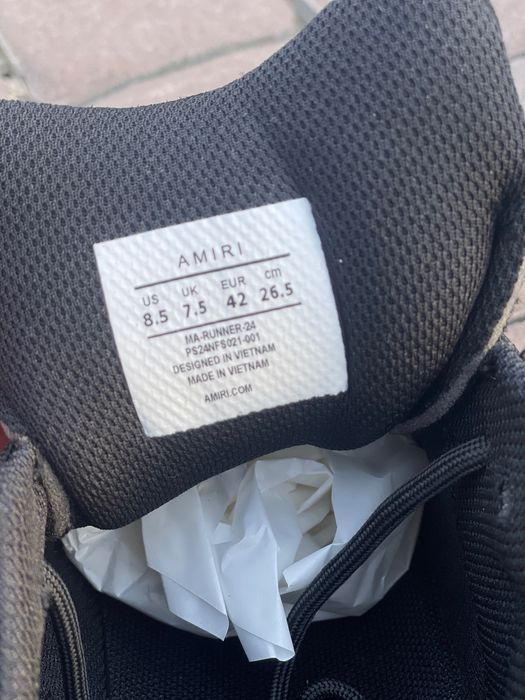 AMIRI
US UK EUR cm
8.5 7.5 42 26.5
MA-RUNNER-24
PS24NFS021-001
DESIGNED IN VIETNAM
MADE IN VIETNAM
AMIRI.COM